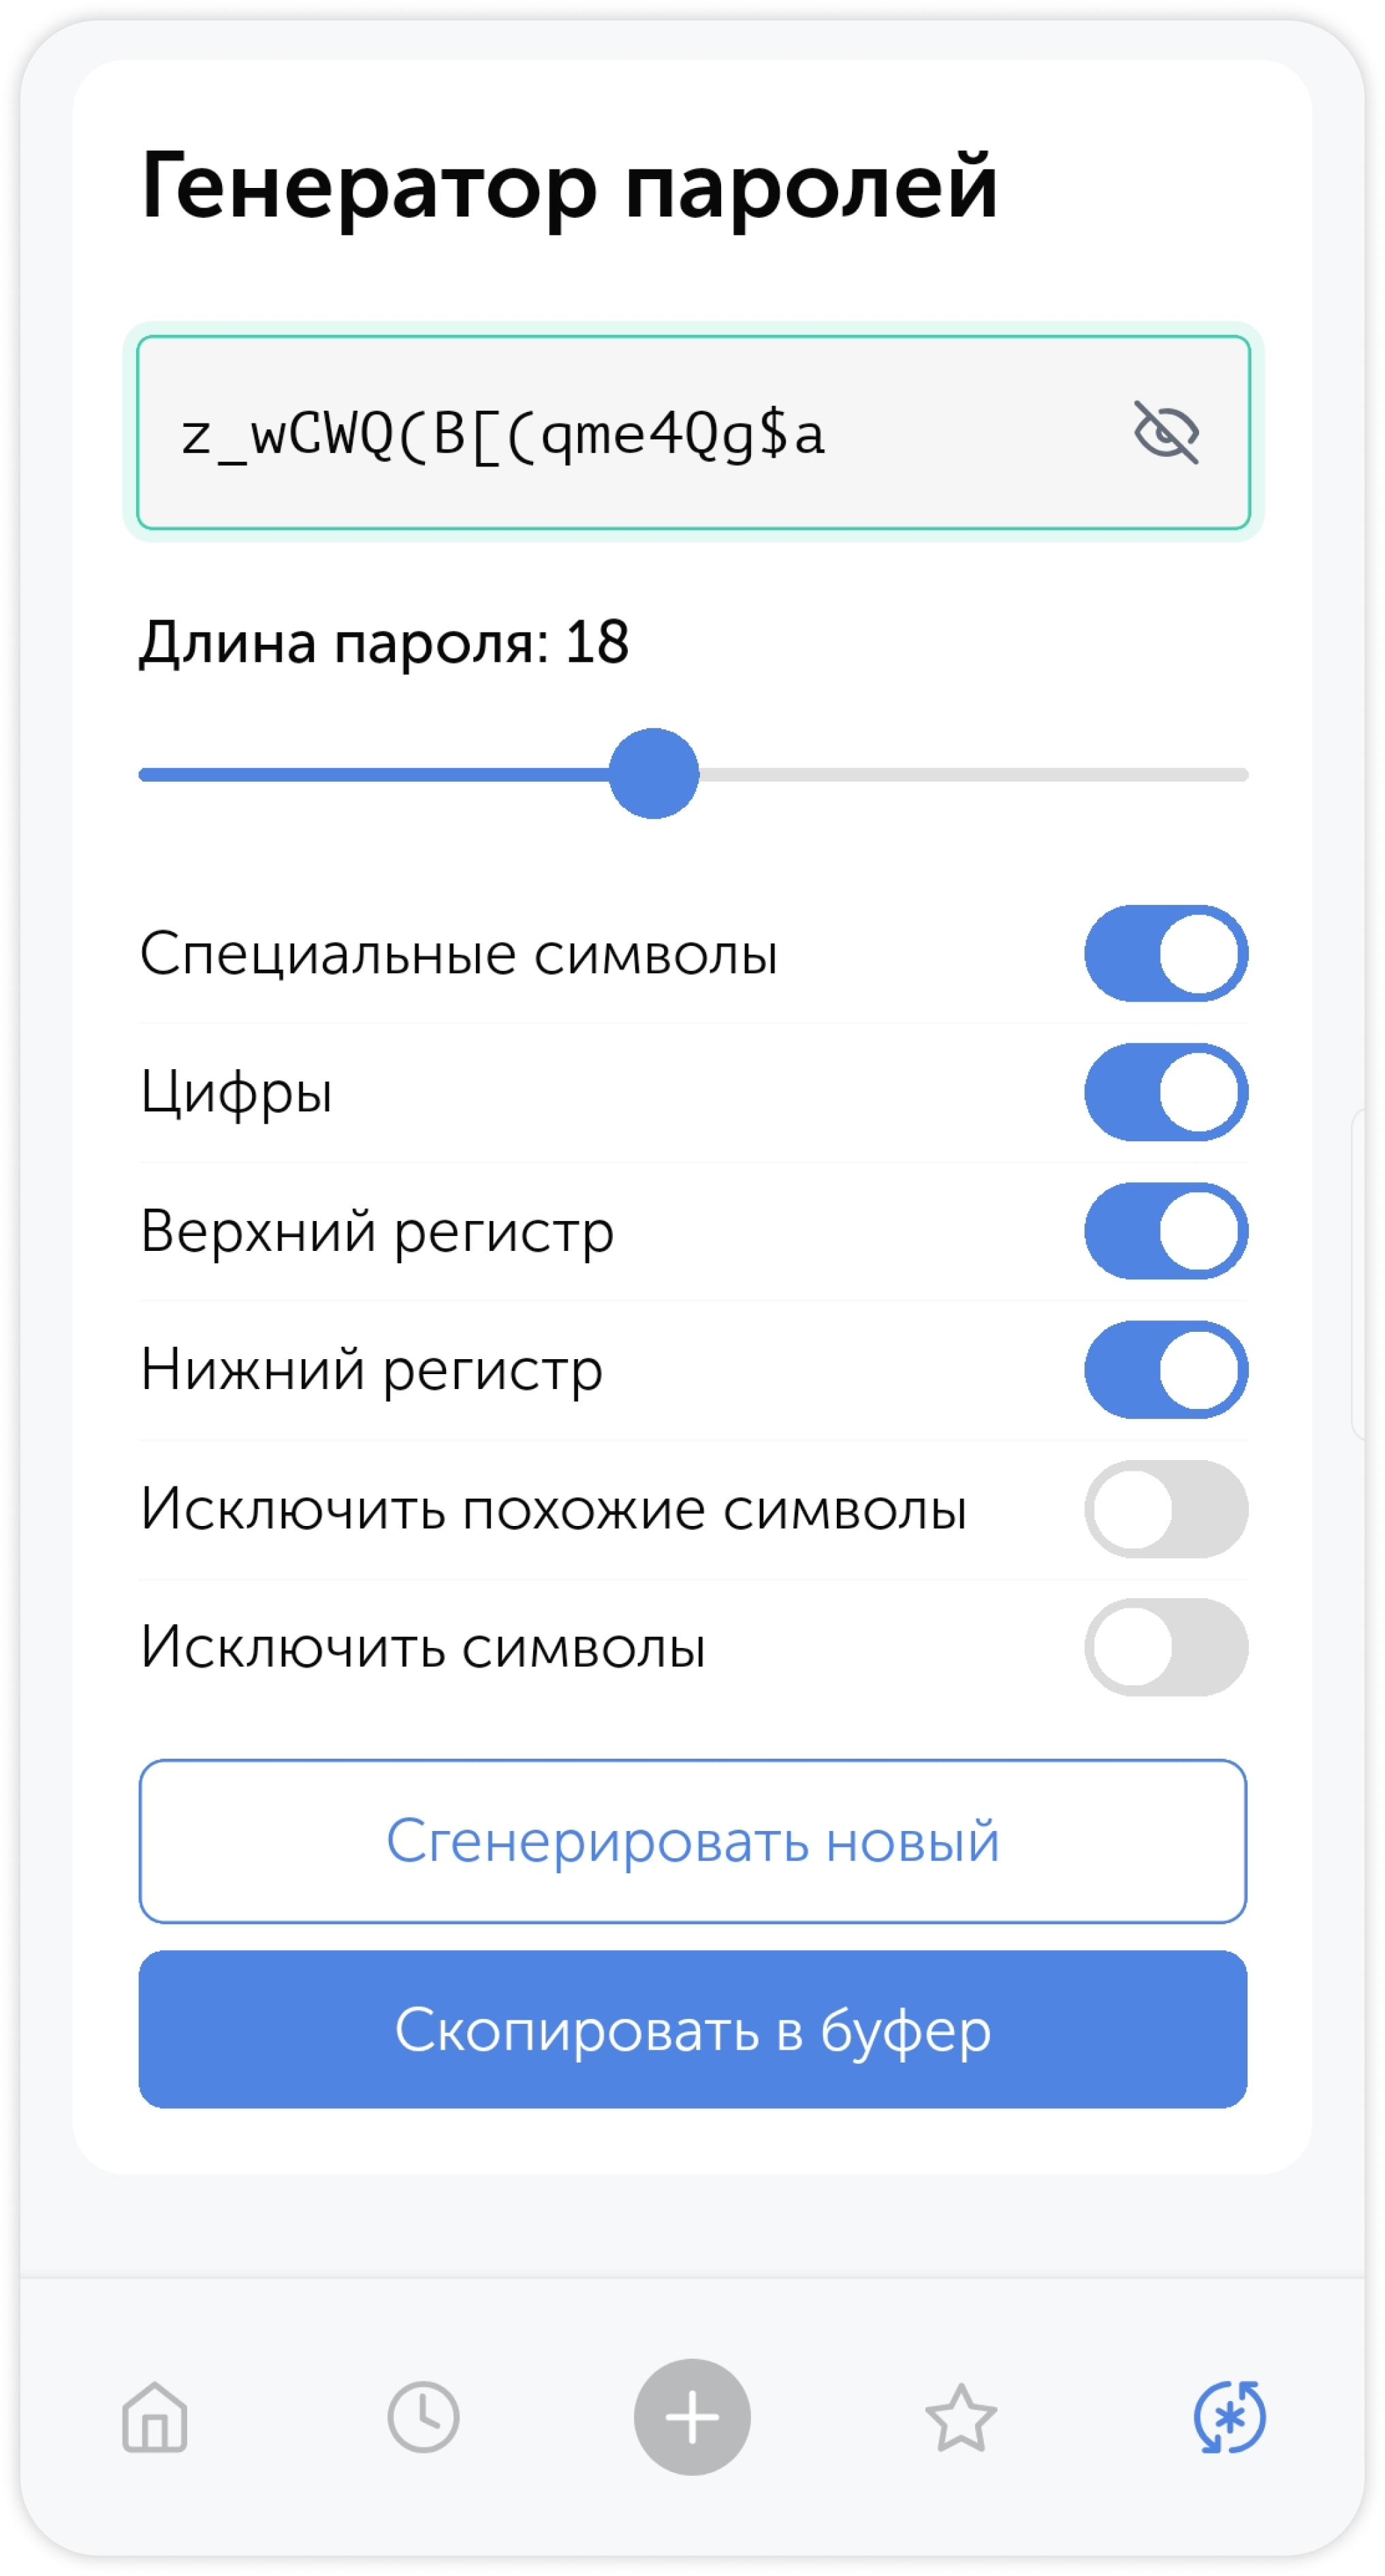 Генератор паролей
z_wCWQ(B[(qme4Qg$a
Длина пароля: 18
Специальные символы
Цифры
Верхний регистр
Нижний регистр
Исключить похожие символы
Исключить символы
Сгенерировать новый
Скопировать в буфер